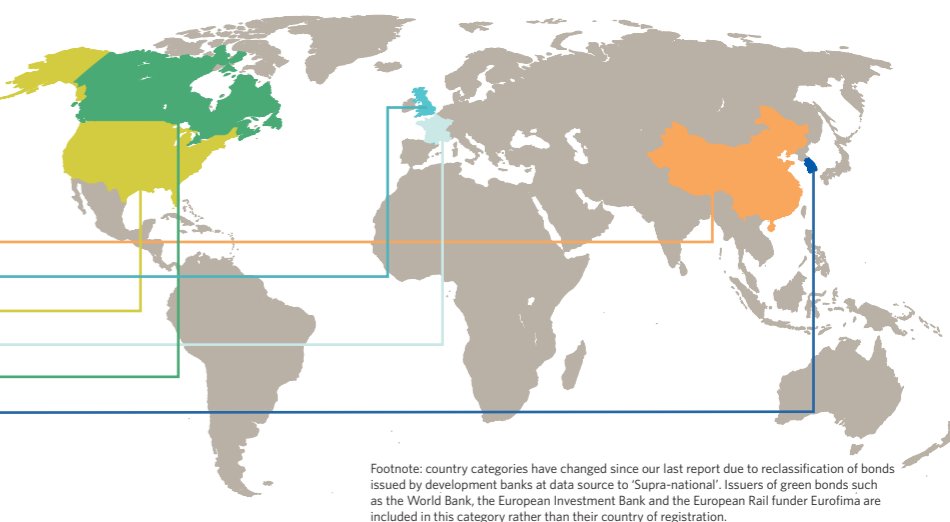 Footnote: country categories have changed since our last report due to reclassification of bonds
issued by development banks at data source to ‘Supra-national’. Issuers of green bonds such
as the World Bank, the European Investment Bank and the European Rail funder Eurofima are
included in this category rather than their country of registration.